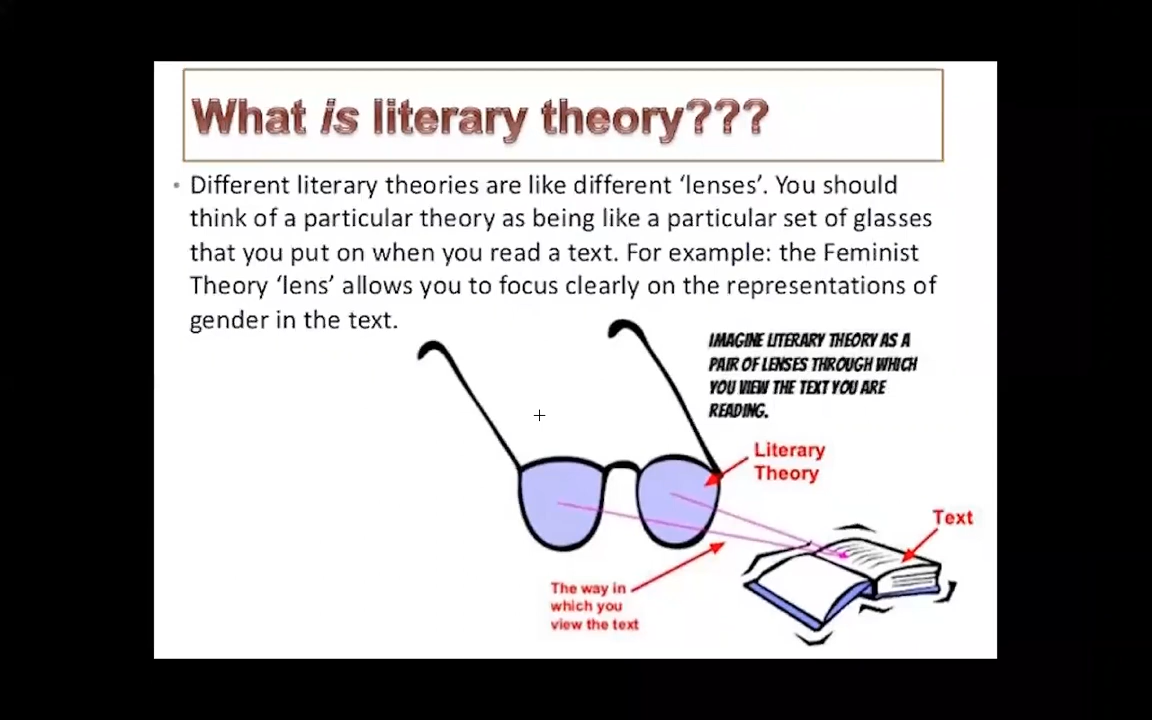 What is literary theory???
• Different literary theories are like different ‘lenses’. You should
think of a particular theory as being like a particular set of glasses
that you put on when you read a text. For example: the Feminist
Theory ‘lens’ allows you to focus clearly on the representations of
gender in the text.
IMAGINE LITERARY THEORY AS A
PAIR OF LENSES THROUGH WHICH
YOU VIEW THE TEXT YOU ARE
READING.
Literary
Theory
Text
The way in
which you
view the text